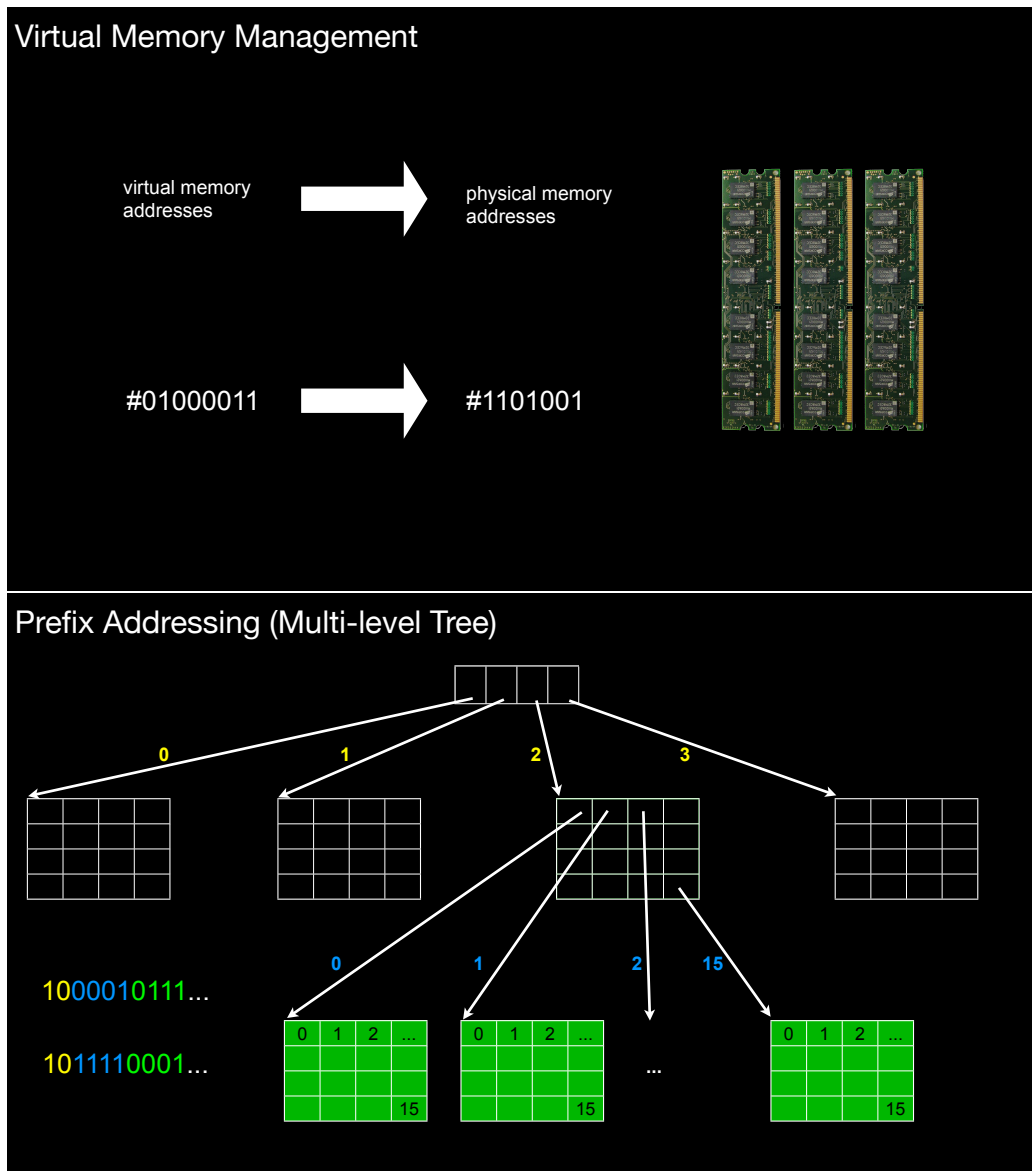 Virtual Memory Management
virtual memory
addresses
physical memory
addresses
#01000011
#1101001
Prefix Addressing (Multi-level Tree)
0
1
2
3
0
1
2
15
1000010111...
1011110001...
0 1 2 ...
15
0 1 2 ...
15
...
0 1 2 ...
15